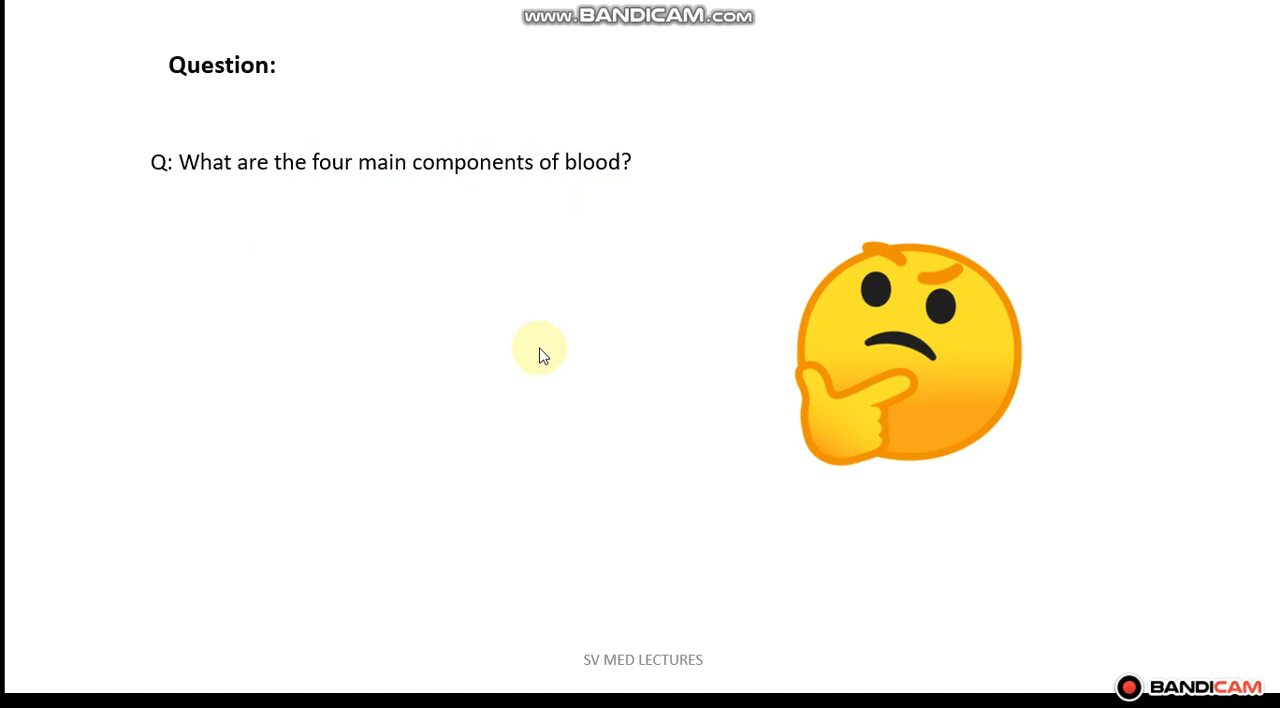 www.BANDICAM.com
Question:
Q: What are the four main components of blood?
SV MED LECTURES
BANDICAM